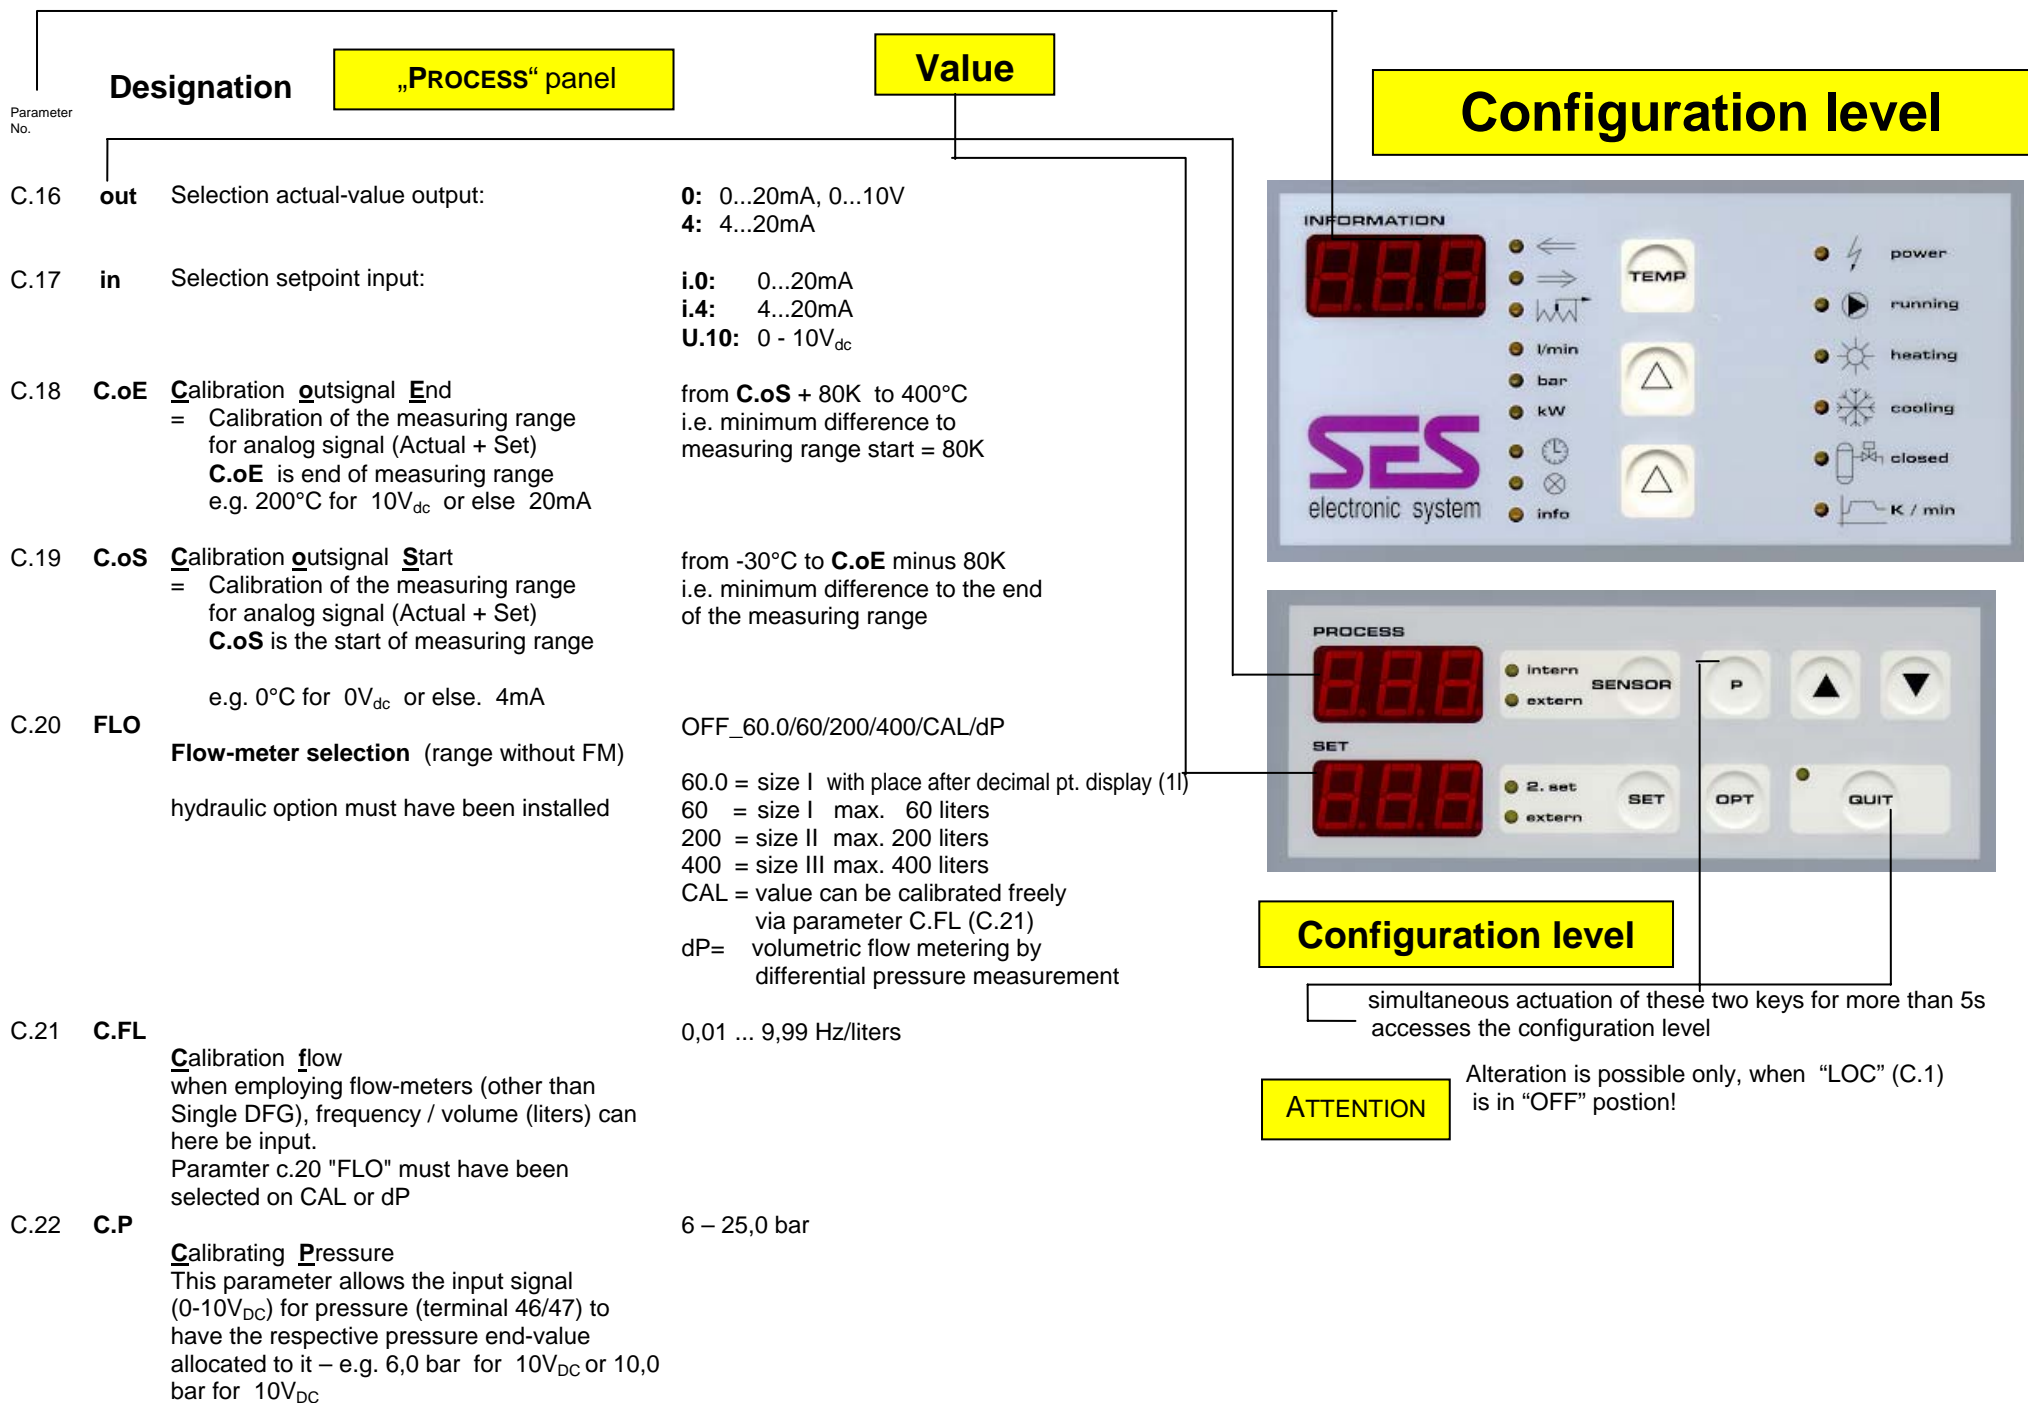 Parameter
No.
Designation
„PROCESS“ panel
Value
Configuration level
C.16 out Selection actual-value output: 0: 0...20mA, 0...10V
4: 4...20mA
C.17 in Selection setpoint input: i.0: 0...20mA
i.4: 4...20mA
U.10: 0 - 10Vdc
C.18 C.oE Calibration outsignal End from C.oS + 80K to 400°C
= Calibration of the measuring range i.e. minimum difference to
for analog signal (Actual + Set) measuring range start = 80K
C.oE is end of measuring range
e.g. 200°C for 10Vdc or else 20mA
C.19 C.oS Calibration outsignal Start from -30°C to C.oE minus 80K
= Calibration of the measuring range i.e. minimum difference to the end
for analog signal (Actual + Set) of the measuring range
C.oS is the start of measuring range
e.g. 0°C for 0Vdc or else. 4mA
C.20 FLO OFF_60.0/60/200/400/CAL/dP
Flow-meter selection (range without FM)
60.0 = size I with place after decimal pt. display (1l)
hydraulic option must have been installed 60 = size I max. 60 liters
200 = size II max. 200 liters
400 = size III max. 400 liters
CAL = value can be calibrated freely
via parameter C.FL (C.21)
dP= volumetric flow metering by
differential pressure measurement
C.21 C.FL 0,01 ... 9,99 Hz/liters
Calibration flow
when employing flow-meters (other than
Single DFG), frequency / volume (liters) can
here be input.
Paramter c.20 "FLO" must have been
selected on CAL or dP
C.22 C.P 6 – 25,0 bar
Calibrating Pressure
This parameter allows the input signal
(0-10VDC) for pressure (terminal 46/47) to
have the respective pressure end-value
allocated to it – e.g. 6,0 bar for 10VDC or 10,0
bar for 10VDC
INFORMATION
8.8.8.
TEMP
l/min
bar
kW
info
SES
electronic system
power
running
heating
cooling
closed
K / min
PROCESS
8.8.8.
intern
extern
SENSOR
P
SET
8.8.8.
2. set
extern
SET
OPT
QUIT
Configuration level
simultaneous actuation of these two keys for more than 5s
accesses the configuration level
ATTENTION
Alteration is possible only, when “LOC” (C.1)
is in “OFF” postion!